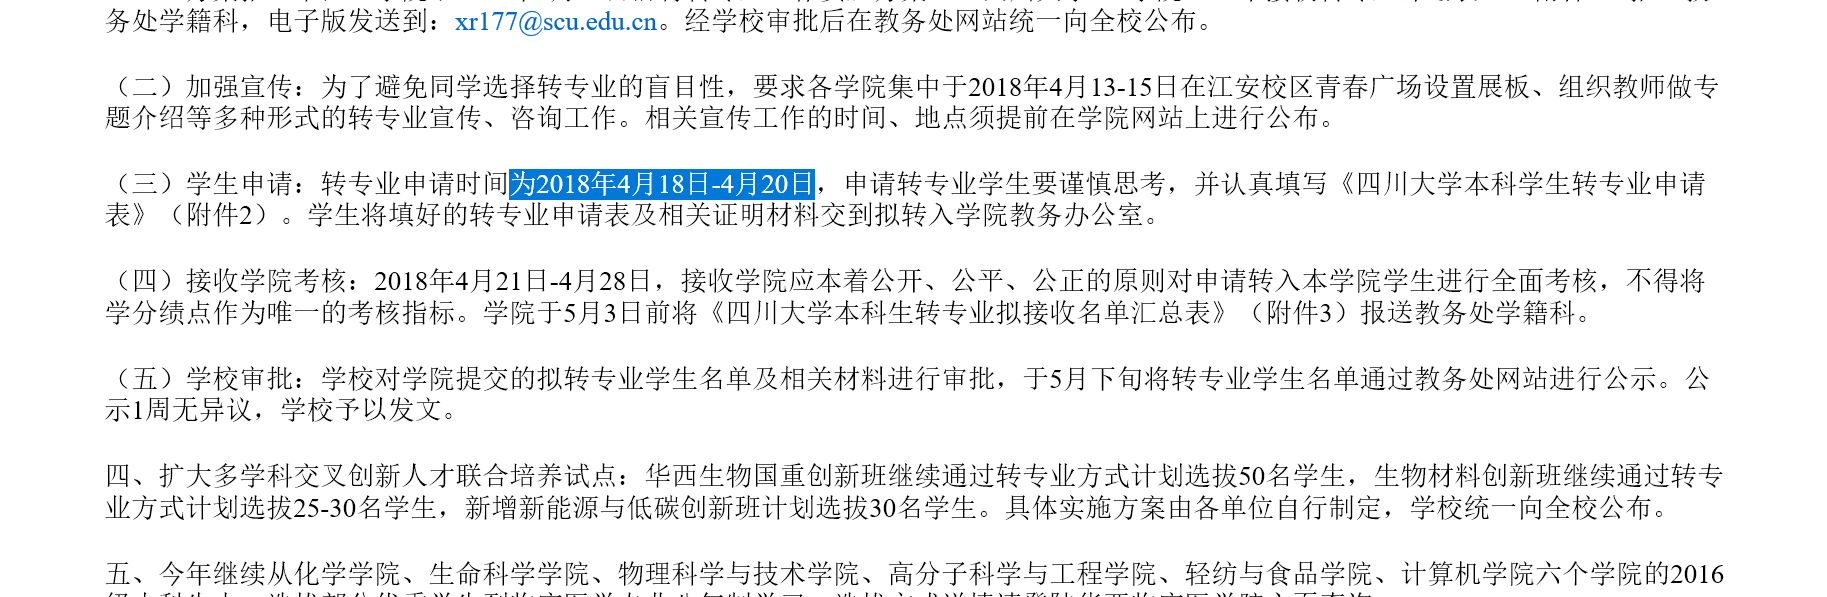 务处学籍科，电子版发送到：xr177@scu.edu.cn。经学校审批后在教务处网站统一向全校公布。
（二）加强宣传：为了避免同学选择转专业的盲目性，要求各学院集中于2018年4月13-15日在江安校区青春广场设置展板、组织教师做专
题介绍等多种形式的转专业宣传、咨询工作。相关宣传工作的时间、地点须提前在学院网站上进行公布。
（三）学生申请：转专业申请时间为2018年4月18日-4月20日，申请转专业学生要谨慎思考，并认真填写《四川大学本科学生转专业申请
表》（附件2）。学生将填好的转专业申请表及相关证明材料交到拟转入学院教务办公室。
（四）接收学院考核：2018年4月21日-4月28日，接收学院应本着公开、公平、公正的原则对申请转入本学院学生进行全面考核，不得将
学分绩点作为唯一的考核指标。学院于5月3日前将《四川大学本科生转专业拟接收名单汇总表》（附件3）报送教务处学籍科。
（五）学校审批：学校对学院提交的拟转专业学生名单及相关材料进行审批，于5月下旬将转专业学生名单通过教务处网站进行公示。公
示1周无异议，学校予以发文。
四、扩大多学科交叉创新人才联合培养试点：华西生物国重创新班继续通过转专业方式计划选拔50名学生，生物材料创新班继续通过转专
业方式计划选拔25-30名学生，新增新能源与低碳创新班计划选拔30名学生。具体实施方案由各单位自行制定，学校统一向全校公布。
五、今年继续从化学学院、生命科学学院、物理科学与技术学院、高分子科学与工程学院、轻纺与食品学院、计算机学院六个学院的2016